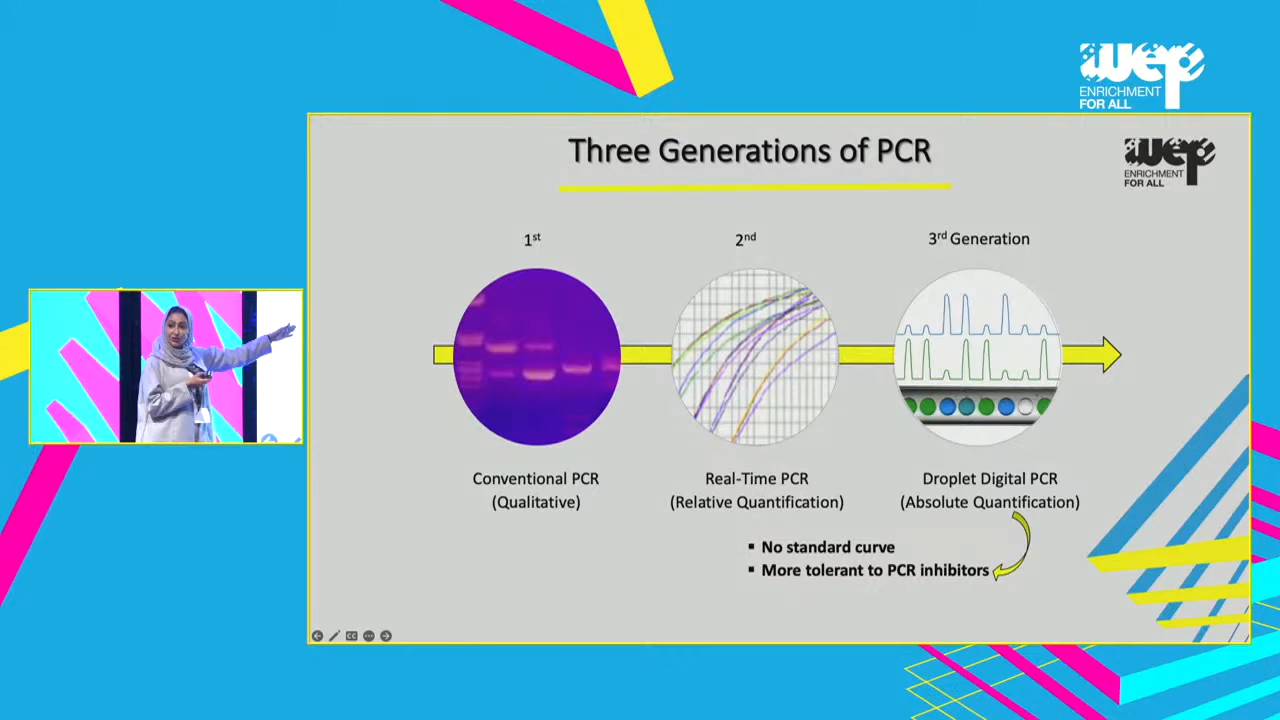 wep
ENRICHMENT
FOR ALL
Three Generations of PCR
wep
ENRICHMENT
FOR ALL
1st
2nd
3rd Generation
Conventional PCR
(Qualitative)
Real-Time PCR
(Relative Quantification)
Droplet Digital PCR
(Absolute Quantification)
▪ No standard curve
▪ More tolerant to PCR inhibitors
CC